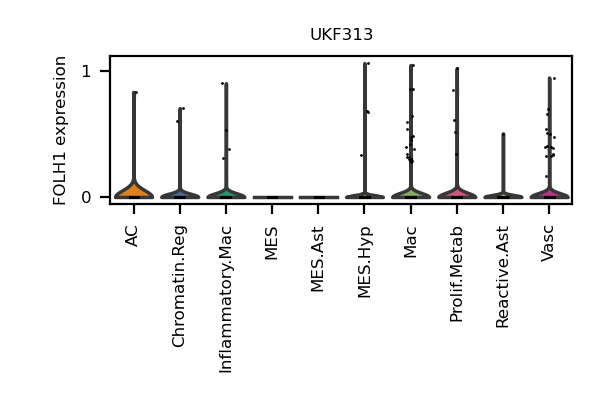 UKF313
FOLH1 expression
1
0
AC
Chromatin.Reg
Inflammatory.Mac
MES
MES.Ast
MES.Hyp
Mac
Prolif.Metab
Reactive.Ast
Vasc